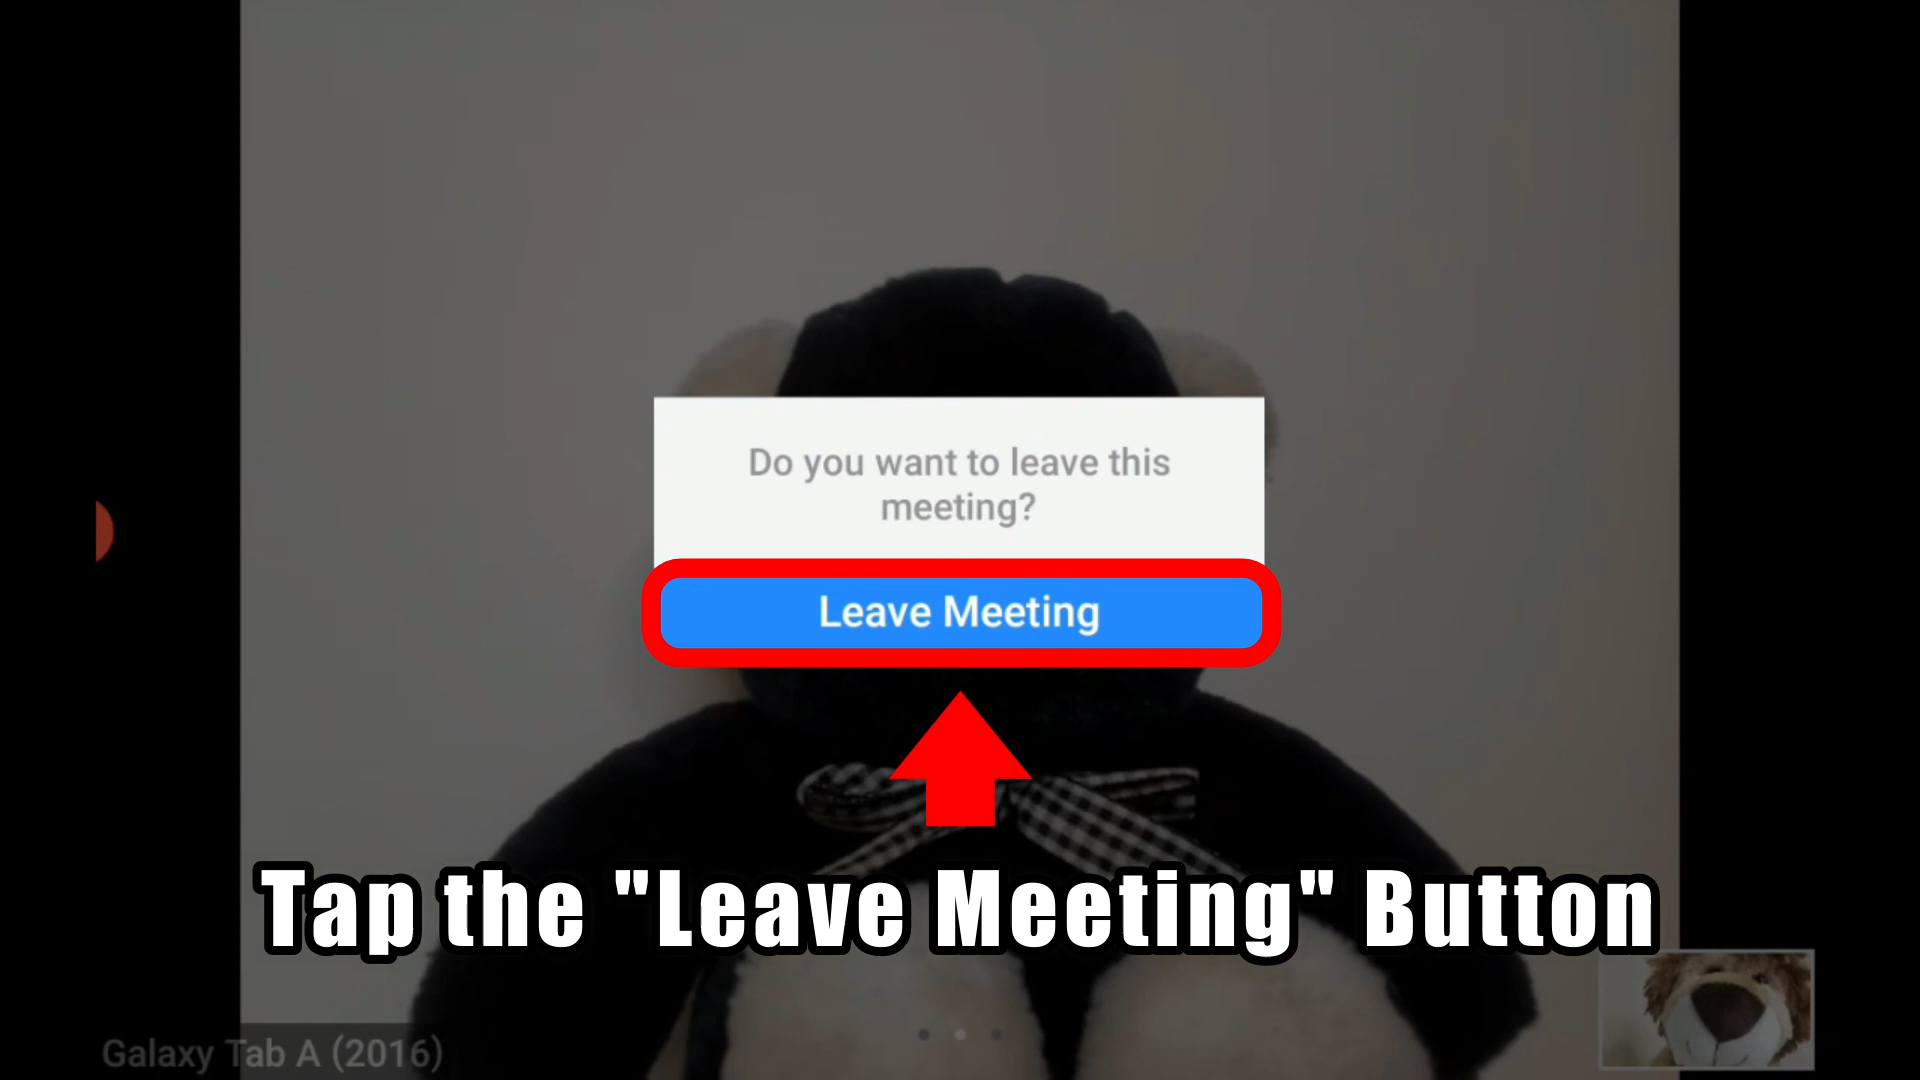 Do you want to leave this
meeting?
Leave Meeting
Tap the "Leave Meeting" Button
Galaxy Tab A (2016)